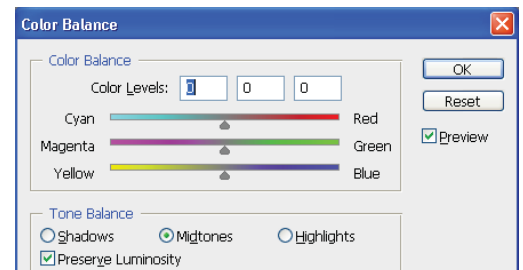 Color Balance
Color Balance
Color Levels: 0 0 0
Cyan Red
Magenta Green
Yellow Blue
Tone Balance
Shadows Midtones Highlights
Preserve Luminosity
OK
Reset
Preview